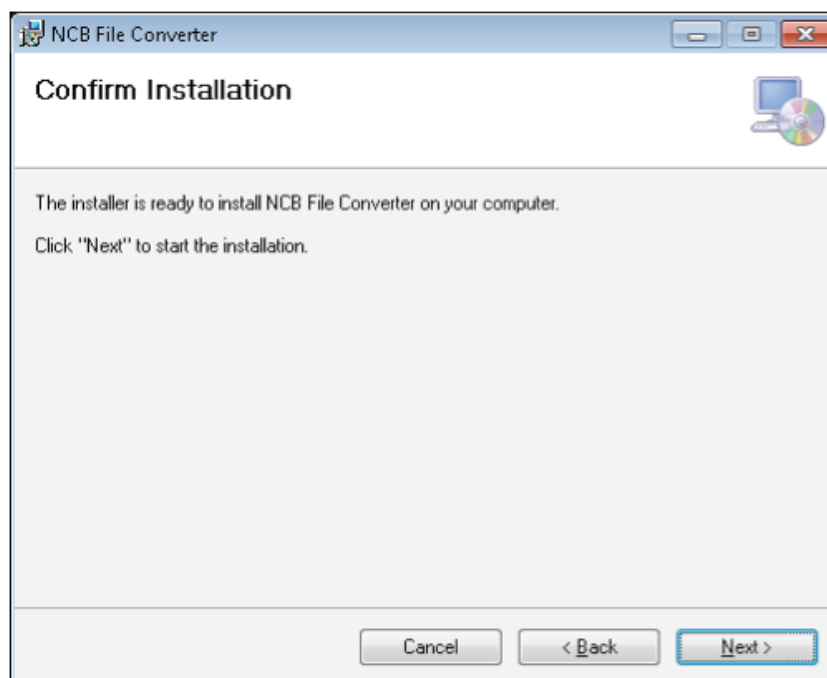 NCB File Converter
Confirm Installation
The installer is ready to install NCB File Converter on your computer.
Click "Next" to start the installation.
Cancel
< Back
Next >